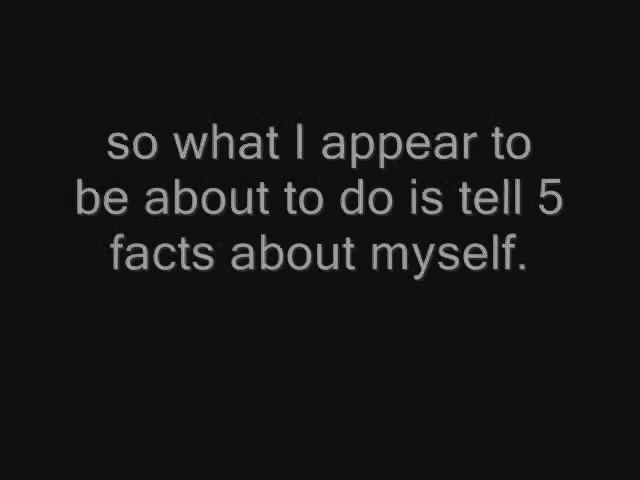 so what I appear to
be about to do is tell 5
facts about myself.